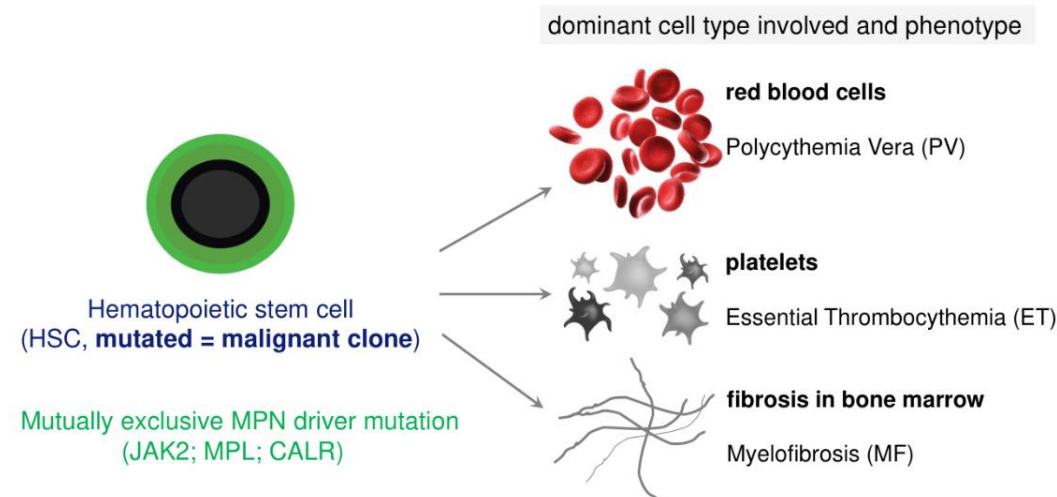 dominant cell type involved and phenotype
red blood cells
Polycythemia Vera (PV)
platelets
Essential Thrombocythemia (ET)
fibrosis in bone marrow
Myelofibrosis (MF)
Hematopoietic stem cell
(HSC, mutated = malignant clone)
Mutually exclusive MPN driver mutation
(JAK2; MPL; CALR)